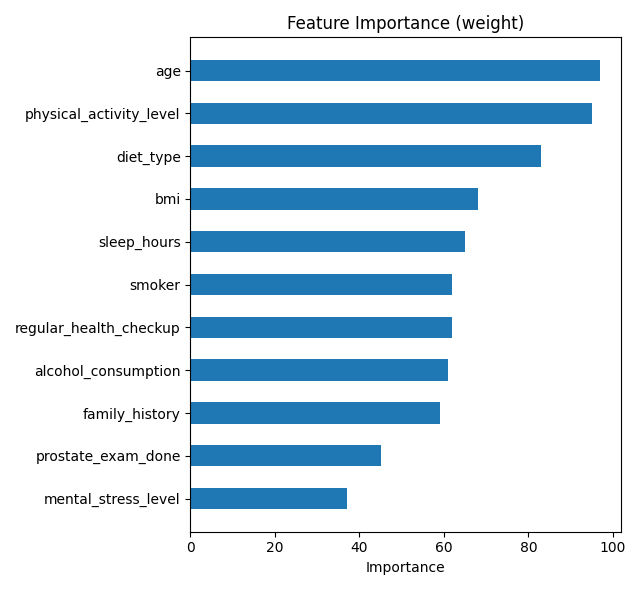 Feature Importance (weight)
age
physical_activity_level
diet_type
bmi
sleep_hours
smoker
regular_health_checkup
alcohol_consumption
family_history
prostate_exam_done
mental_stress_level
0 20 40 60 80 100
Importance